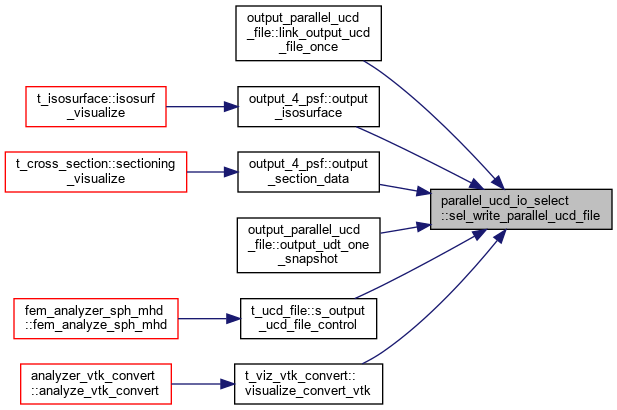 output_parallel_ucd
_file::link_output_ucd
_file_once
t_isosurface::isosurf
_visualize
output_4_psf::output
_isosurface
t_cross_section::sectioning
_visualize
output_4_psf::output
_section_data
parallel_ucd_io_select
::sel_write_parallel_ucd_file
output_parallel_ucd
_file::output_udt_one
_snapshot
fem_analyzer_sph_mhd
::fem_analyze_sph_mhd
t_ucd_file::s_output
_ucd_file_control
analyzer_vtk_convert
::analyze_vtk_convert
t_viz_vtk_convert::
visualize_convert_vtk